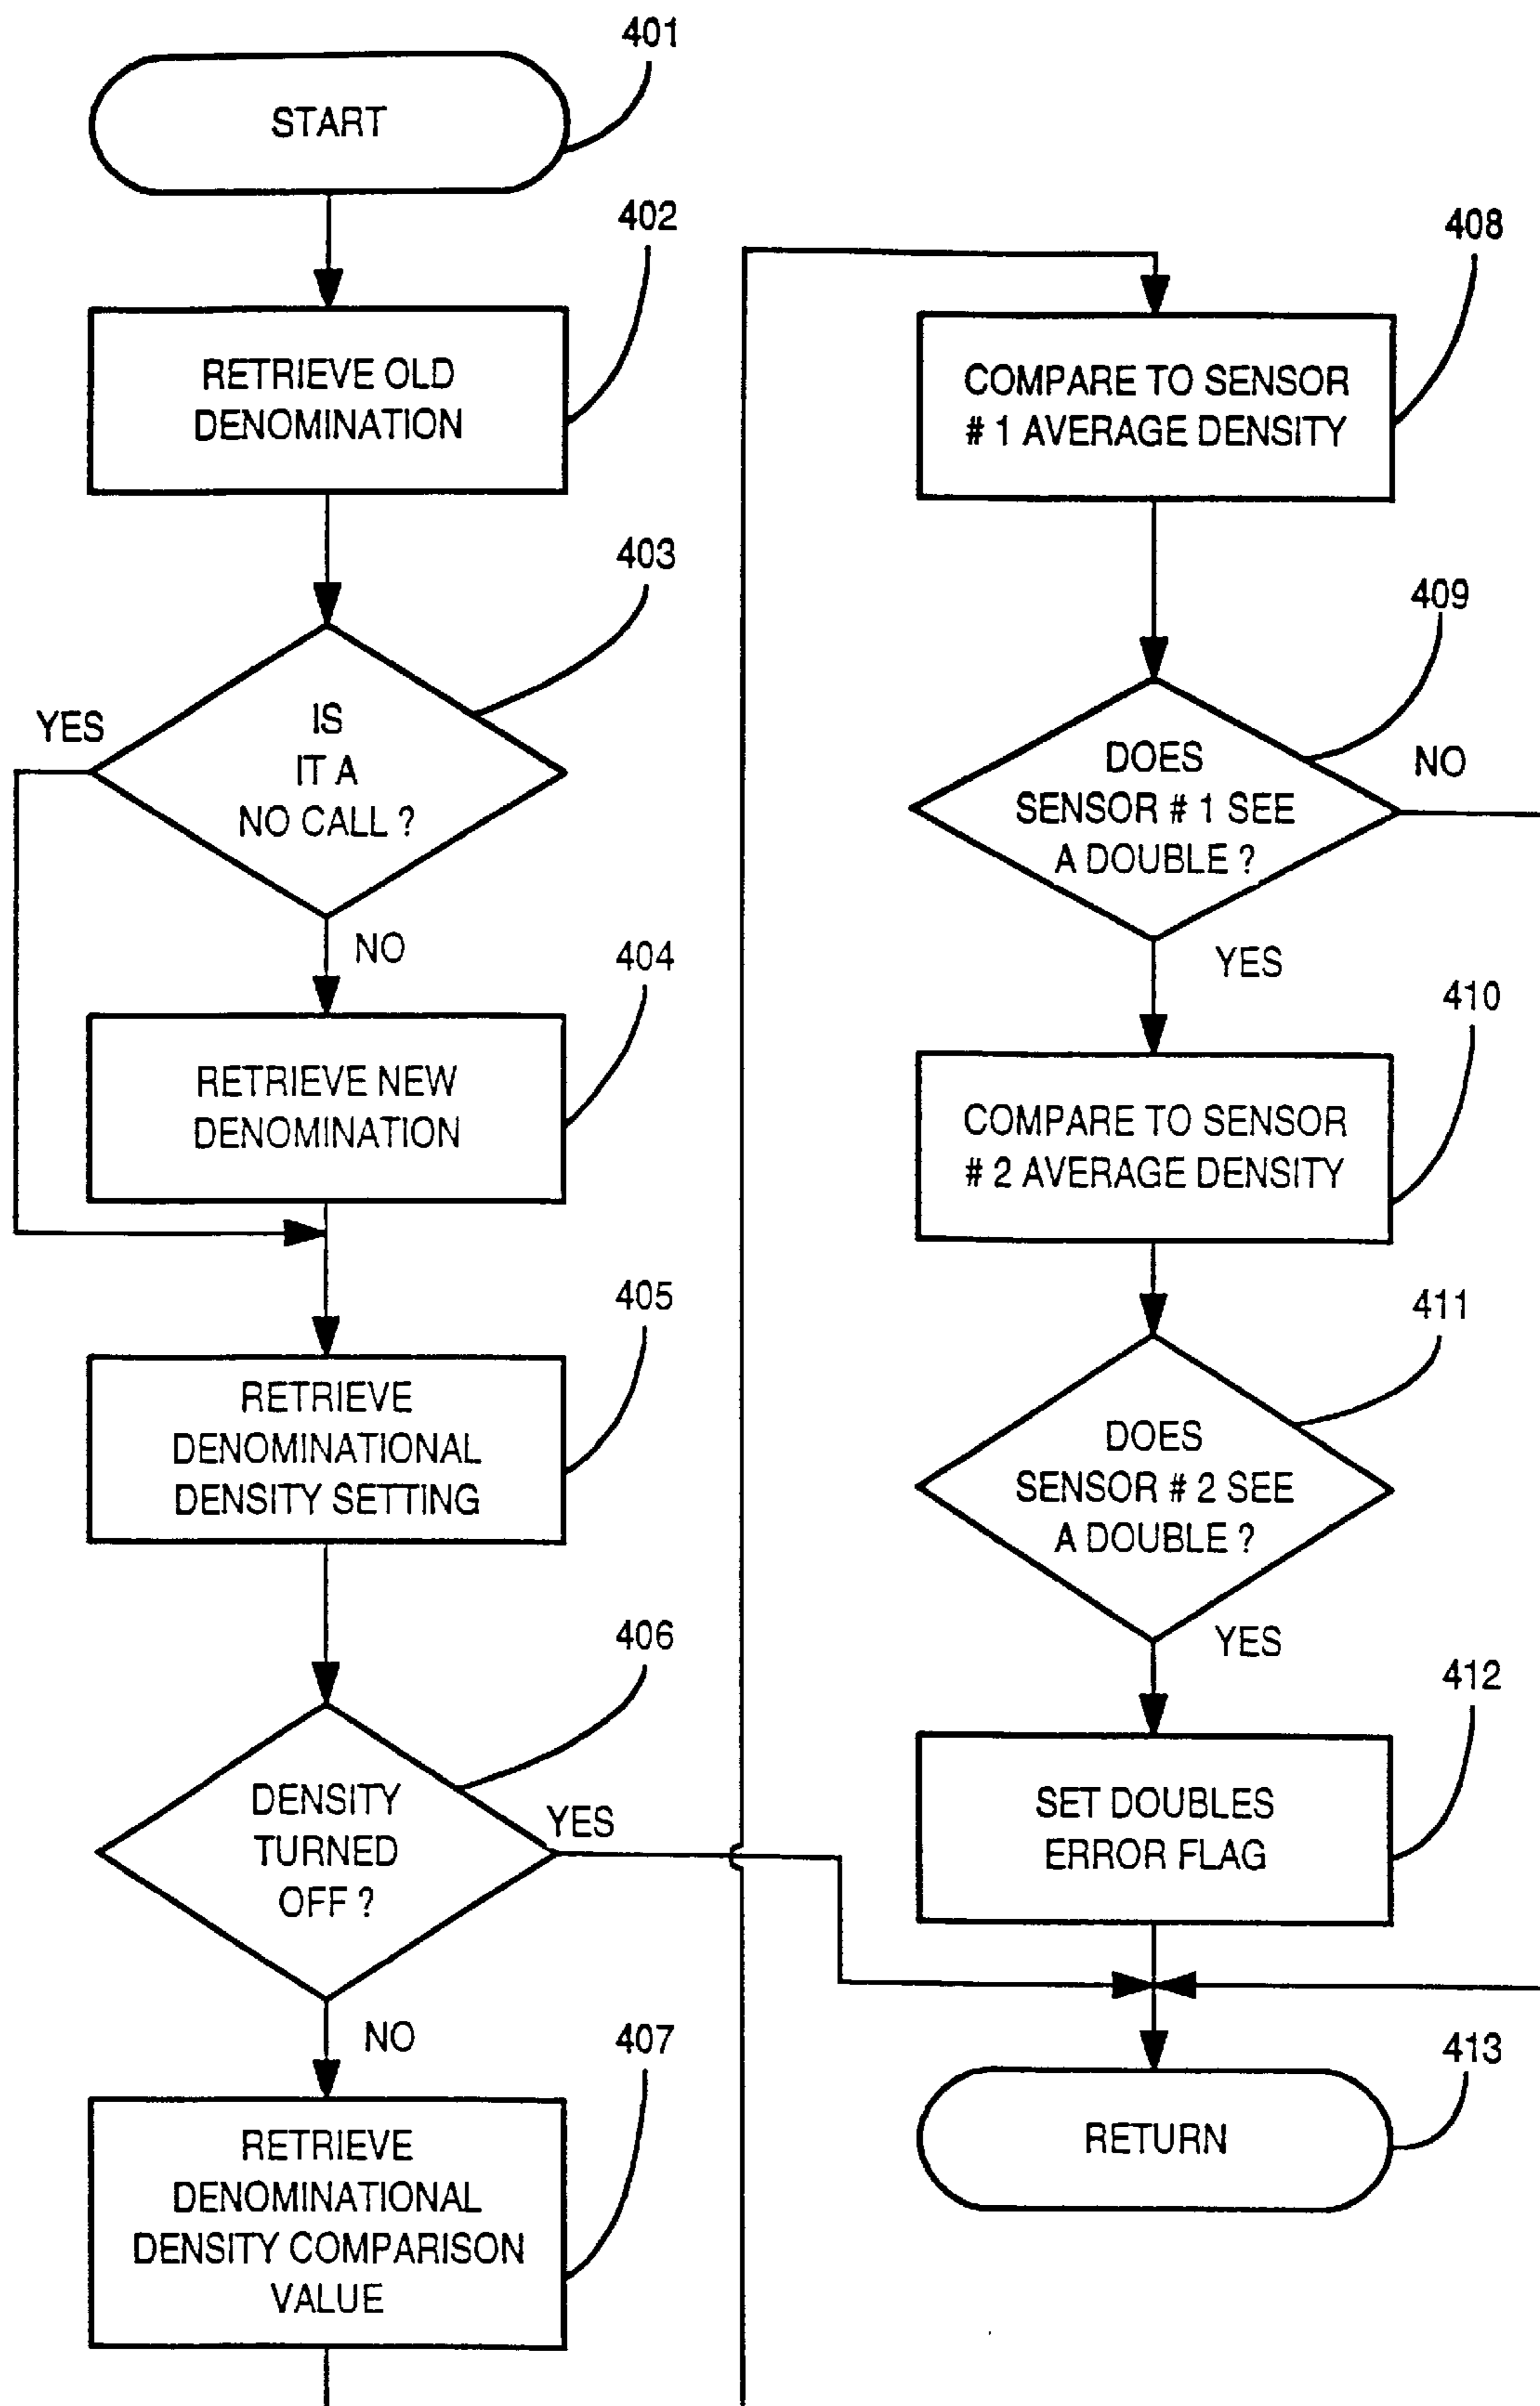 401
START
402
RETRIEVE OLD
DENOMINATION
403
YES
IS
IT A
NO CALL ?
NO
404
RETRIEVE NEW
DENOMINATION
405
RETRIEVE
DENOMINATIONAL
DENSITY SETTING
406
DENSITY
TURNED
OFF ?
YES
NO
407
RETRIEVE
DENOMINATIONAL
DENSITY COMPARISON
VALUE
408
COMPARE TO SENSOR
# 1 AVERAGE DENSITY
409
DOES
SENSOR # 1 SEE
A DOUBLE ?
NO
YES
410
COMPARE TO SENSOR
# 2 AVERAGE DENSITY
411
DOES
SENSOR # 2 SEE
A DOUBLE ?
YES
412
SET DOUBLES
ERROR FLAG
413
RETURN